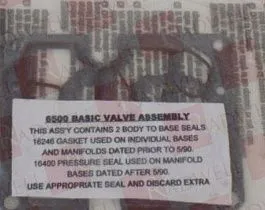 6500 BASIC VALVE ASSEMBLY
THIS ASS'Y CONTAINS 2 BODY TO BASE SEALS
16246 GASKET USED ON INDIVIDUAL BASES
AND MANIFOLDS DATED PRIOR TO 5/90.
16400 PRESSURE SEAL USED ON MANIFOLD
BASES DATED AFTER 5/90.
USE APPROPRIATE SEAL AND DISCARD EXTRA